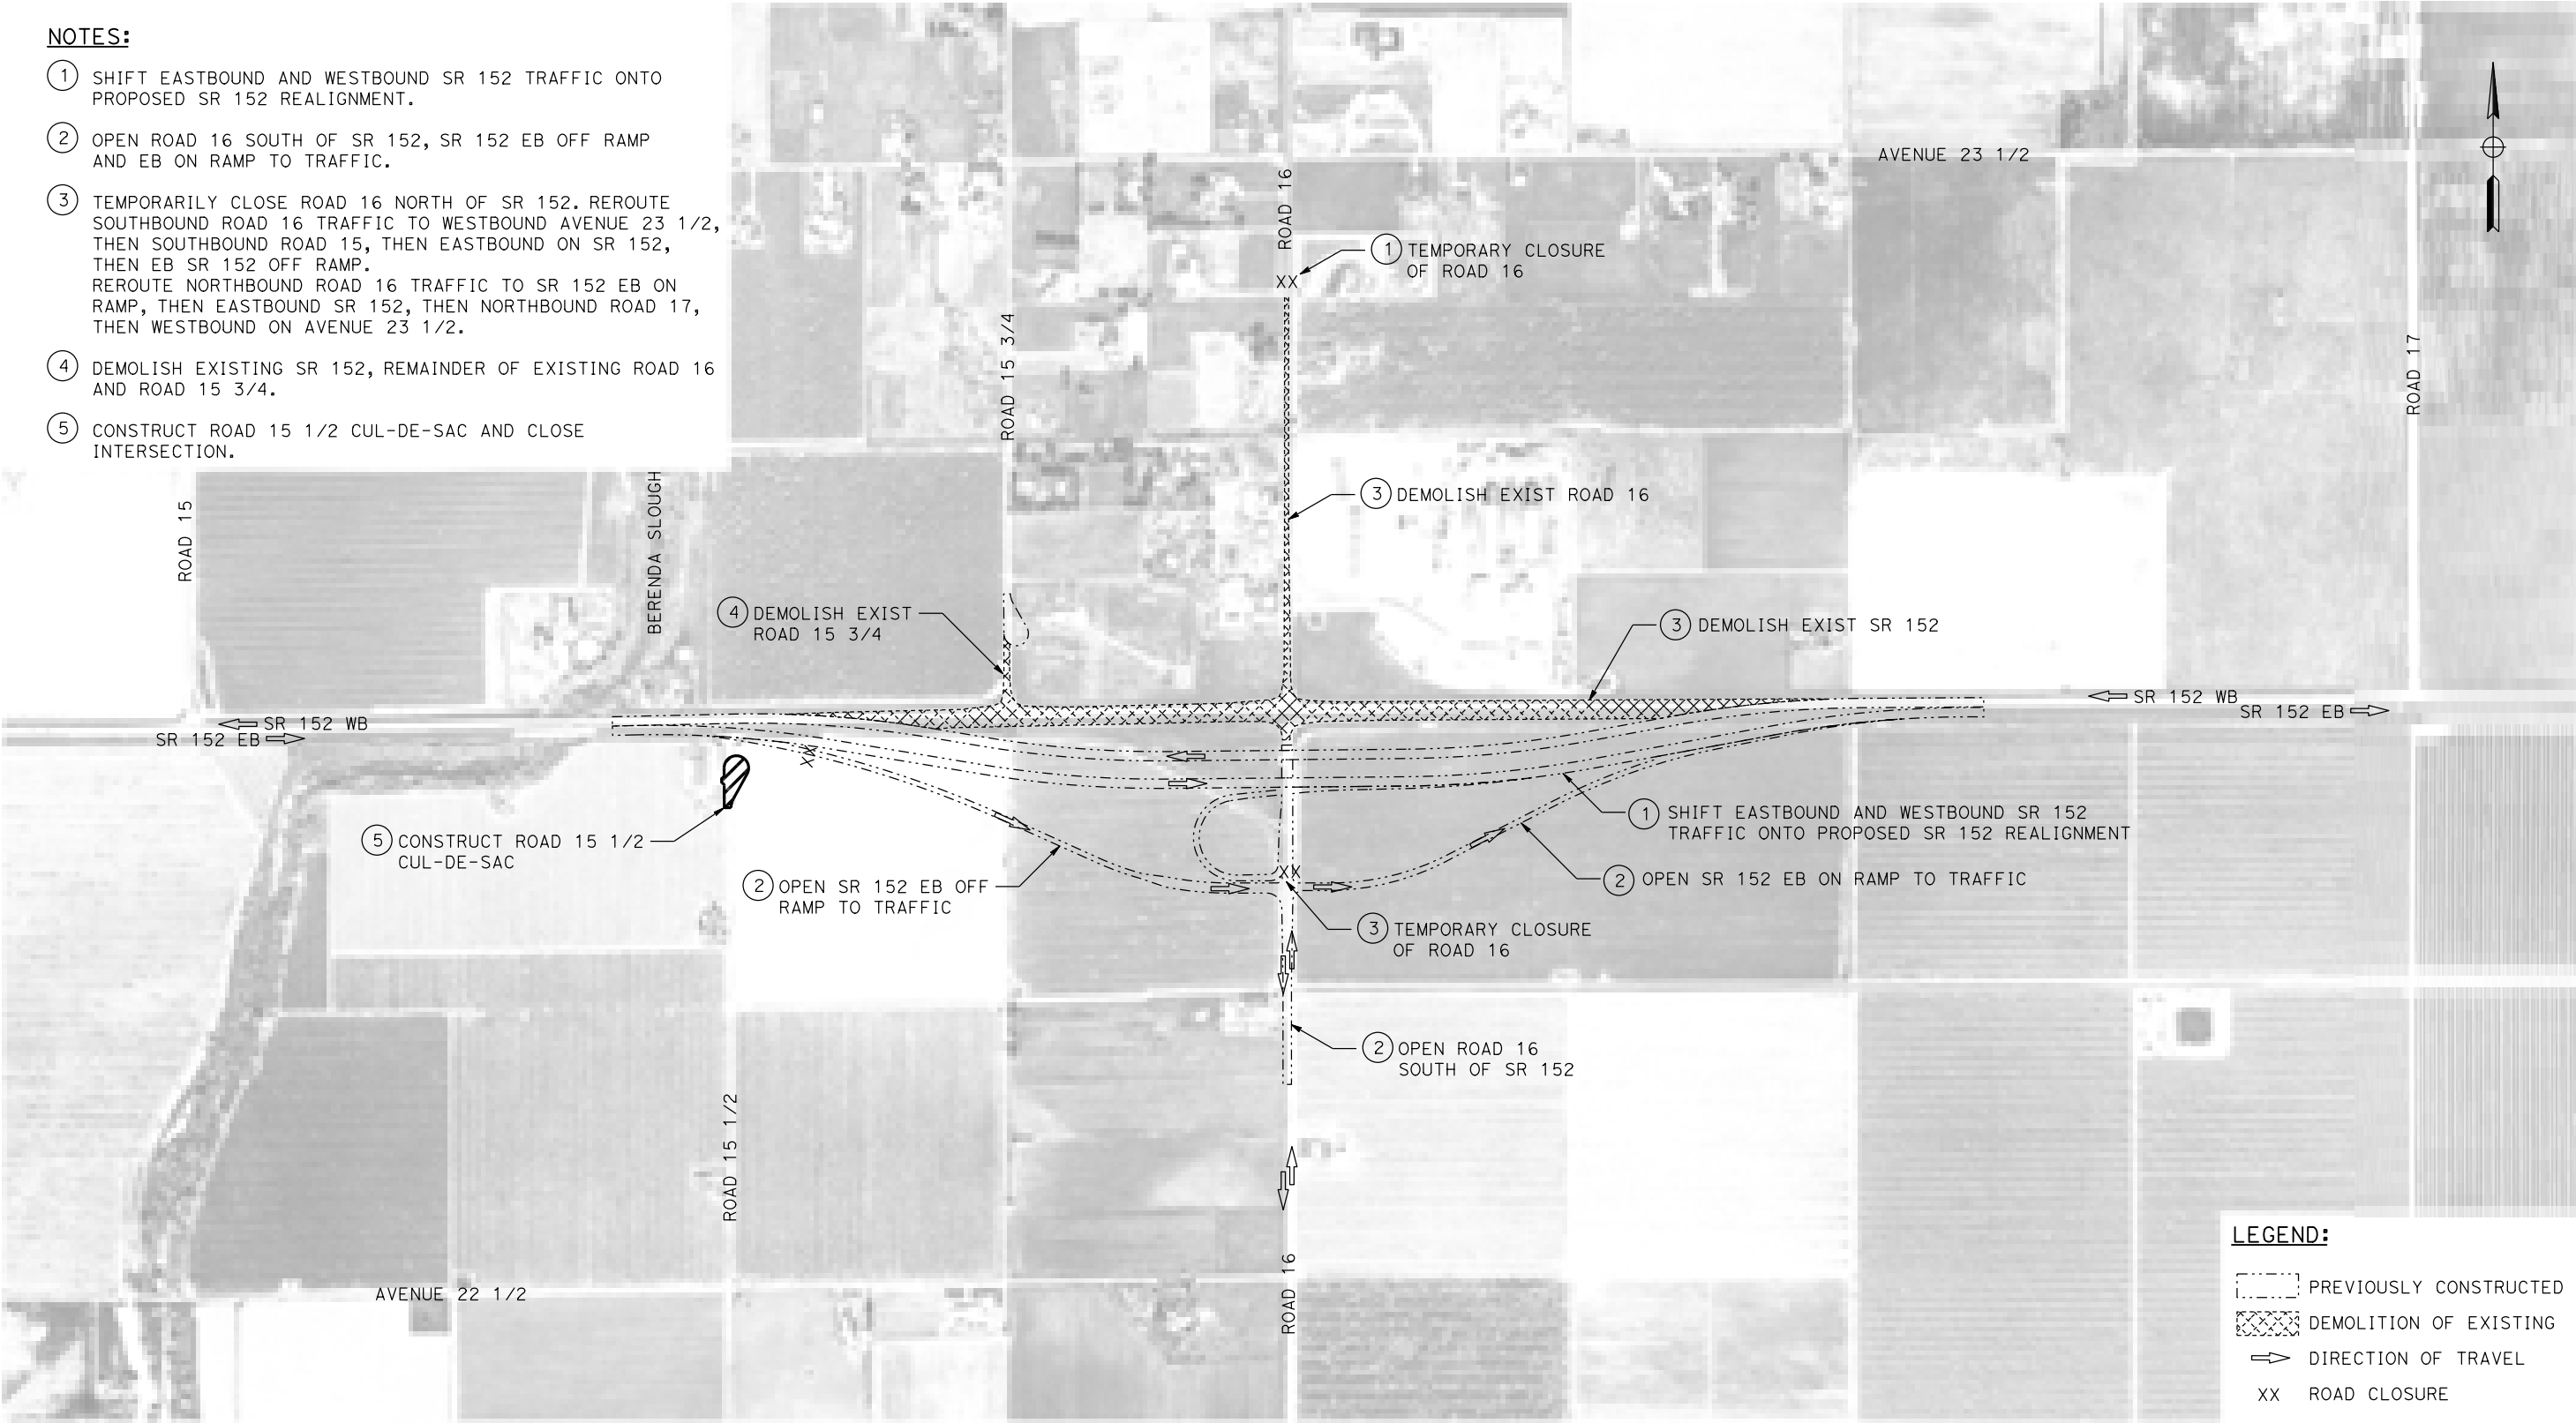 NOTES:
1 SHIFT EASTBOUND AND WESTBOUND SR 152 TRAFFIC ONTO
PROPOSED SR 152 REALIGNMENT.
2 OPEN ROAD 16 SOUTH OF SR 152, SR 152 EB OFF RAMP
AND EB ON RAMP TO TRAFFIC.
3 TEMPORARILY CLOSE ROAD 16 NORTH OF SR 152. REROUTE
SOUTHBOUND ROAD 16 TRAFFIC TO WESTBOUND AVENUE 23 1/2,
THEN SOUTHBOUND ROAD 15, THEN EASTBOUND ON SR 152,
THEN EB SR 152 OFF RAMP.
REROUTE NORTHBOUND ROAD 16 TRAFFIC TO SR 152 EB ON
RAMP, THEN EASTBOUND SR 152, THEN NORTHBOUND ROAD 17,
THEN WESTBOUND ON AVENUE 23 1/2.
4 DEMOLISH EXISTING SR 152, REMAINDER OF EXISTING ROAD 16
AND ROAD 15 3/4.
5 CONSTRUCT ROAD 15 1/2 CUL-DE-SAC AND CLOSE
INTERSECTION.
AVENUE 23 1/2
ROAD 16
1 TEMPORARY CLOSURE
OF ROAD 16
XX
ROAD 15 3/4
ROAD 17
3 DEMOLISH EXIST ROAD 16
ROAD 15
BERENDA SLOUGH
4 DEMOLISH EXIST
ROAD 15 3/4
3 DEMOLISH EXIST SR 152
SR 152 WB
SR 152 EB
SR 152 WB
SR 152 EB
XX
1 SHIFT EASTBOUND AND WESTBOUND SR 152
TRAFFIC ONTO PROPOSED SR 152 REALIGNMENT
5 CONSTRUCT ROAD 15 1/2
CUL-DE-SAC
XX
2 OPEN SR 152 EB OFF
RAMP TO TRAFFIC
2 OPEN SR 152 EB ON RAMP TO TRAFFIC
3 TEMPORARY CLOSURE
OF ROAD 16
2 OPEN ROAD 16
SOUTH OF SR 152
ROAD 15 1/2
ROAD 16
AVENUE 22 1/2
LEGEND:
PREVIOUSLY CONSTRUCTED
DEMOLITION OF EXISTING
DIRECTION OF TRAVEL
XX ROAD CLOSURE